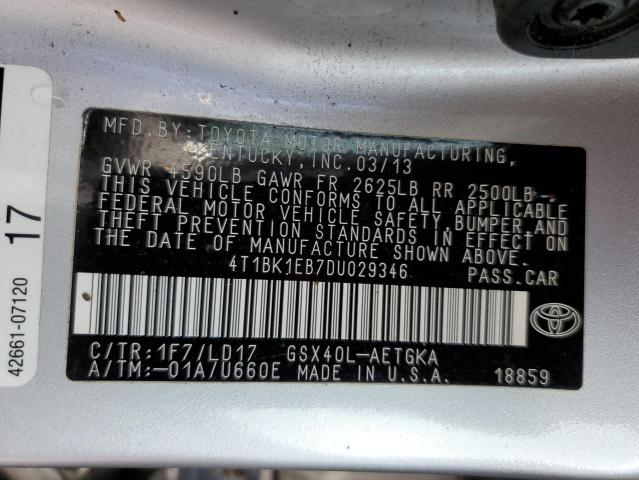 MFD.BY:TOYOTA MOTOR MANUFACTURING,
KENTUCKY, INC. 03/13
GVWR 4590LB GAWR FR 2625LB RR 2500LB
THIS VEHICLE CONFORMS TO ALL APPLICABLE
FEDERAL MOTOR VEHICLE SAFETY, BUMPER, AND
THEFT PREVENTION STANDARDS IN EFFECT ON
THE DATE OF MANUFACTURE SHOWN ABOVE.
4T1BK1EB7DU029346 PASS.CAR
C/TR:1F7/LD17 GSX40L-AETGKA
A/TM:-01A/U660E MADE IN U.S.A. 18859
42661-07120
17